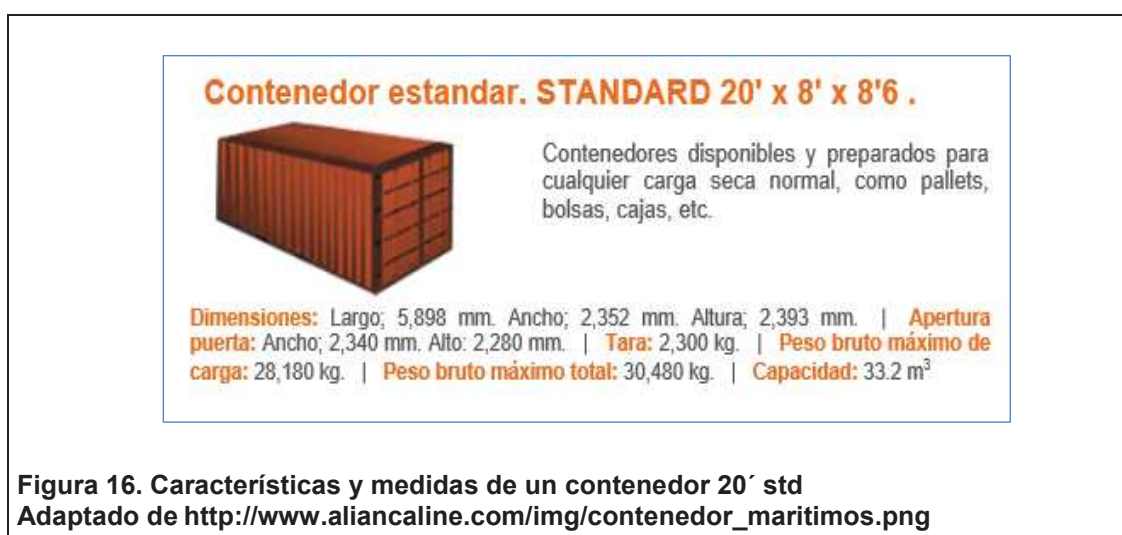 Contenedor estandar. STANDARD 20' x 8' x 8'6 .
Contenedores disponibles y preparados para
cualquier carga seca normal, como pallets,
bolsas, cajas, etc.
Dimensiones: Largo; 5,898 mm. Ancho; 2,352 mm. Altura; 2,393 mm. | Apertura
puerta: Ancho; 2,340 mm. Alto: 2,280 mm. | Tara: 2,300 kg. | Peso bruto máximo de
carga: 28,180 kg. | Peso bruto máximo total: 30,480 kg. | Capacidad: 33.2 m³
Figura 16. Características y medidas de un contenedor 20´ std
Adaptado de http://www.aliancaline.com/img/contenedor_maritimos.png